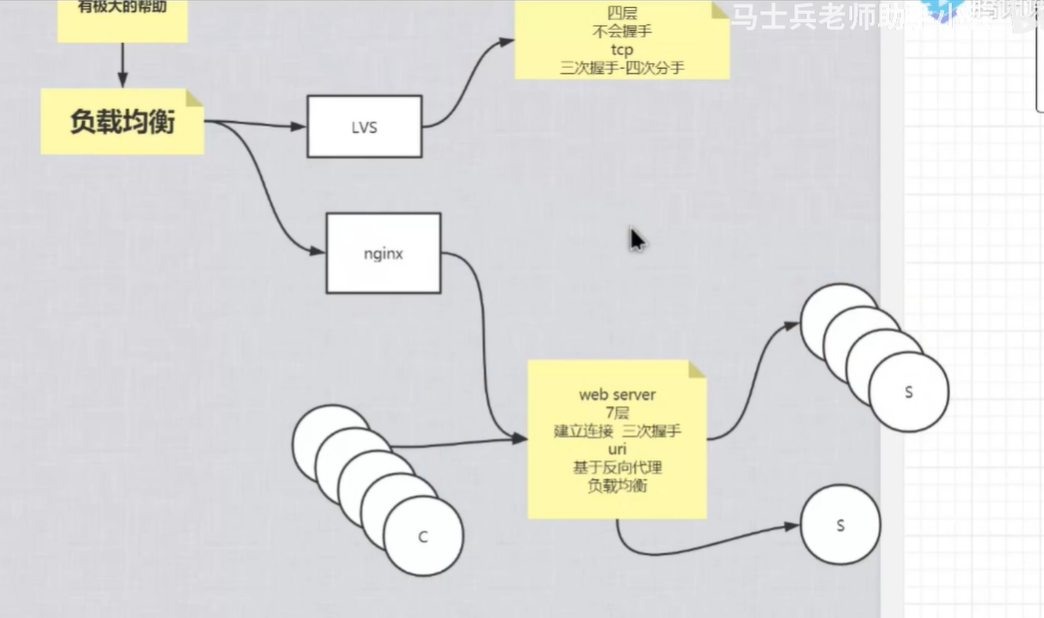 有极大的帮助
负载均衡
LVS
四层
不会握手
tcp
三次握手-四次分手
马士兵老师助
nginx
web server
7层
建立连接 三次握手
uri
基于反向代理
负载均衡
S
C
S